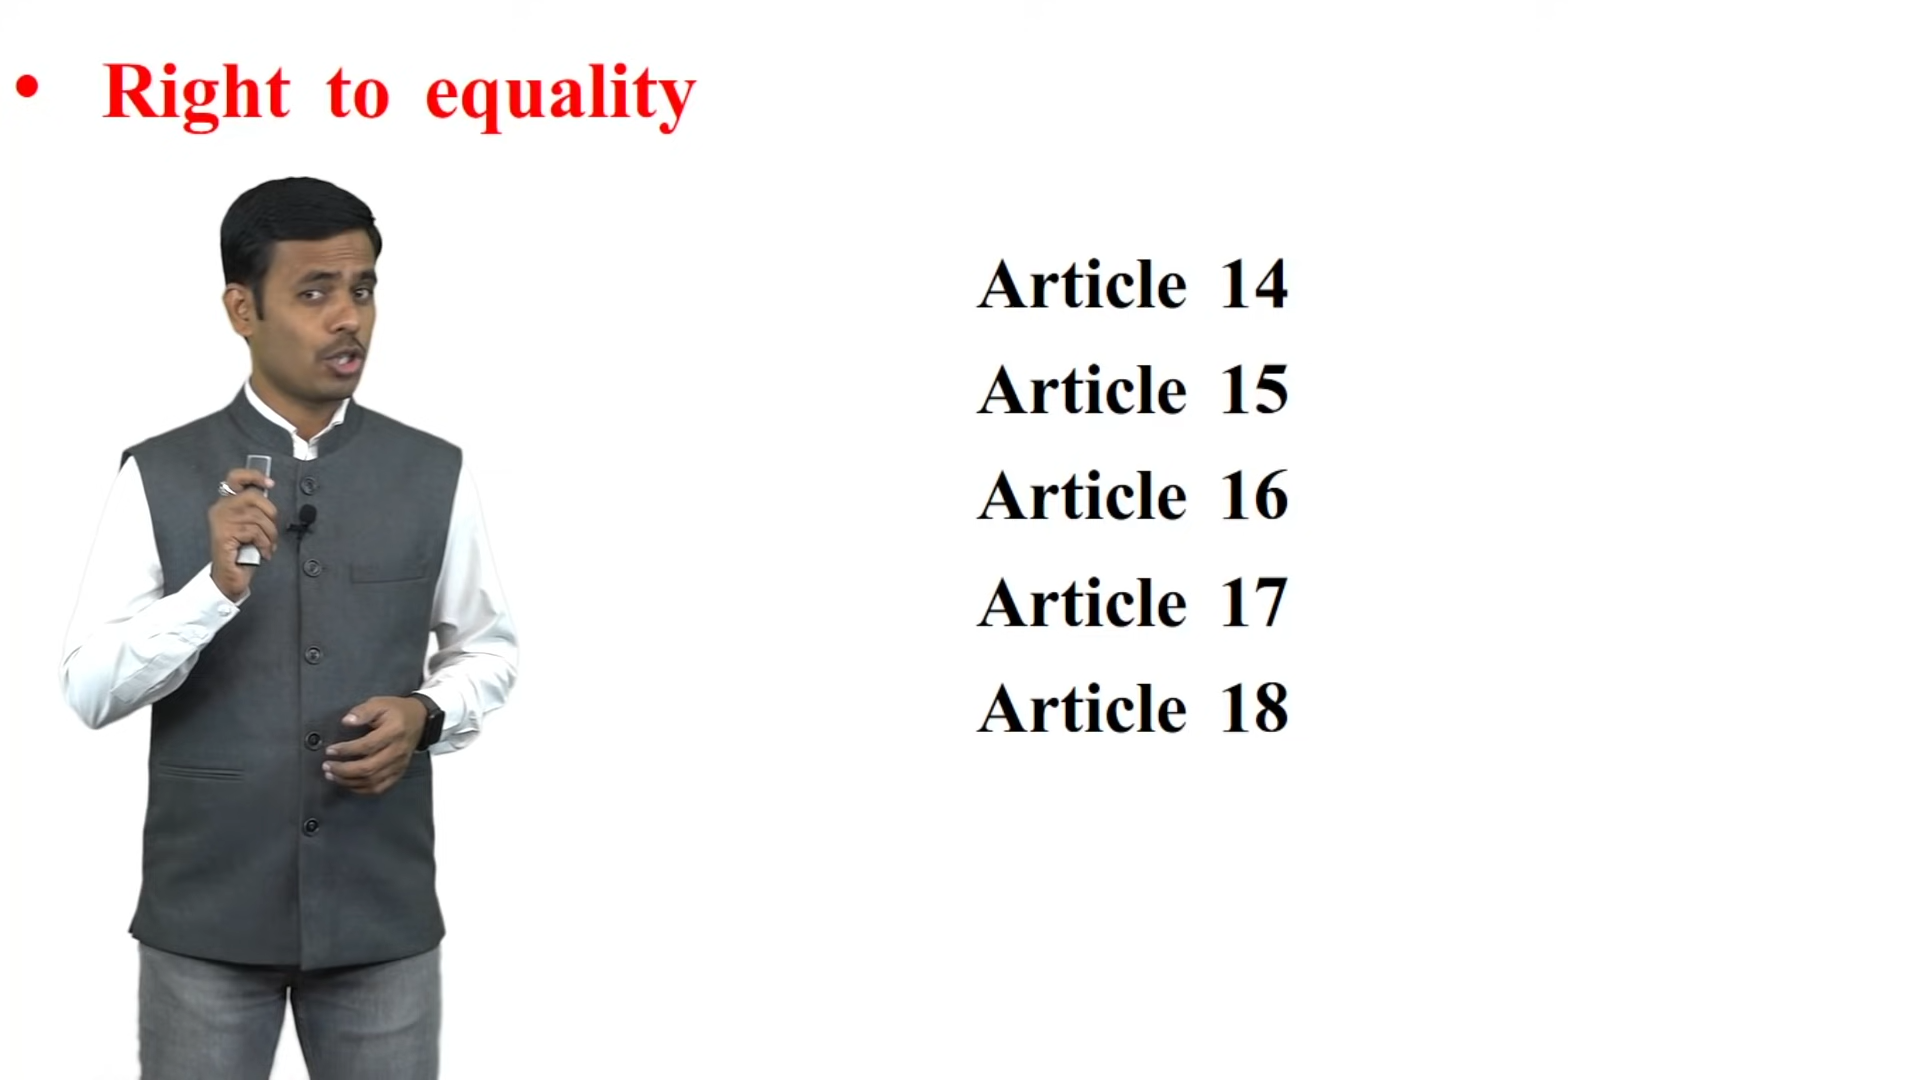 • Right to equality
Article 14
Article 15
Article 16
Article 17
Article 18